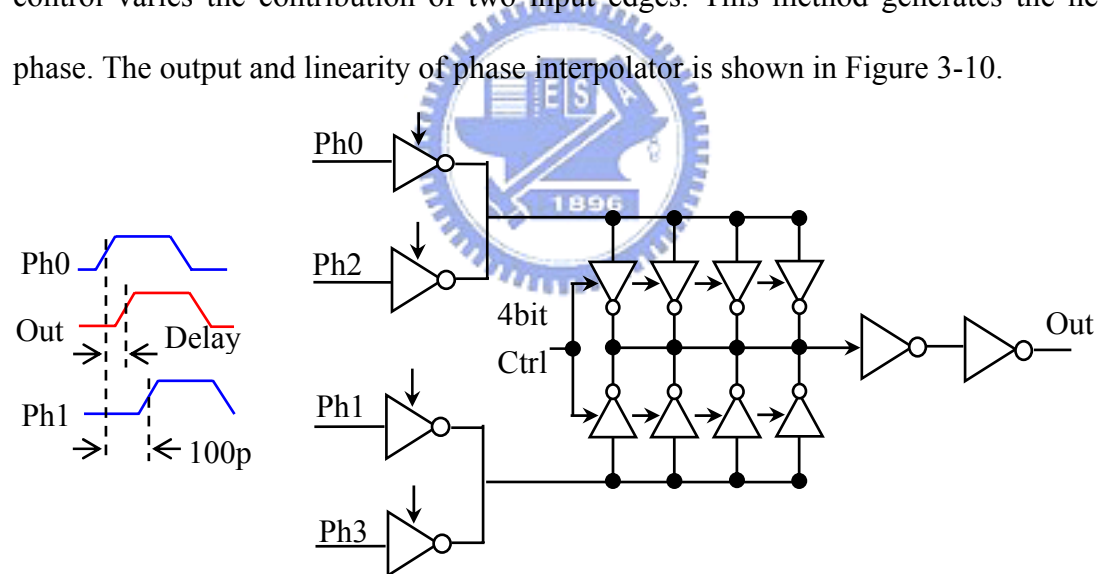 control varies the contribution of two input edges. This method generates the
phase. The output and linearity of phase interpolator is shown in Figure 3-10.
ES
A
1896
Ph0
Ph2
Ph1
Ph3
4bit
Ctrl
Out
Ph0
Out
Delay
Ph1
100p